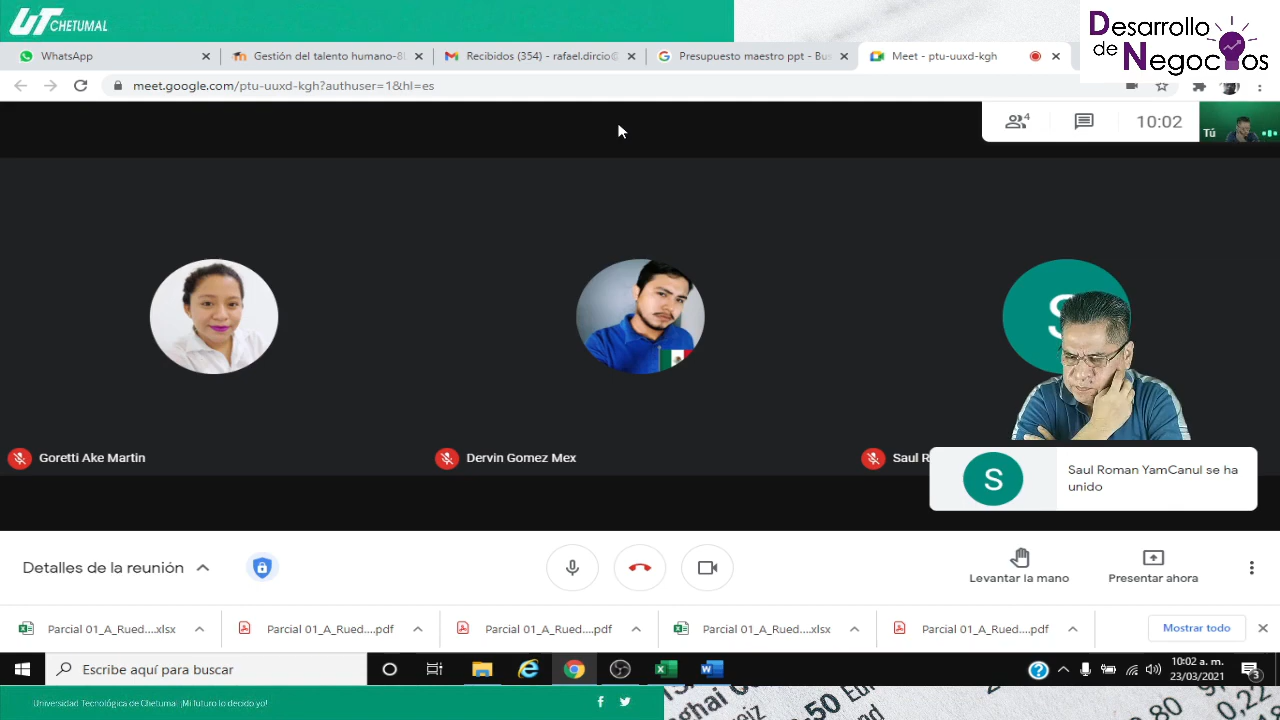 UT
CHETUMAL
Desarrollo
de
Negocios
WhatsApp
Gestión del talento humano-8
Recibidos (354) - rafael.dircio@
Presupuesto maestro ppt - Bus
Meet - ptu-uuxd-kgh
meet.google.com/ptu-uuxd-kgh?authuser=1&hl=es
4
10:02
Tú
S
Goretti Ake Martin
Dervin Gomez Mex
Saul R
S
Saul Roman YamCanul se ha
unido
Detalles de la reunión
Levantar la mano
Presentar ahora
Parcial 01_A_Rued....xlsx
Parcial 01_A_Rued....pdf
Parcial 01_A_Rued....pdf
Parcial 01_A_Rued....xlsx
Parcial 01_A_Rued....pdf
Mostrar todo
Escribe aquí para buscar
10:02 a. m.
23/03/2021
3
Universidad Tecnológica de Chetumal ¡Mi futuro lo decido yo!